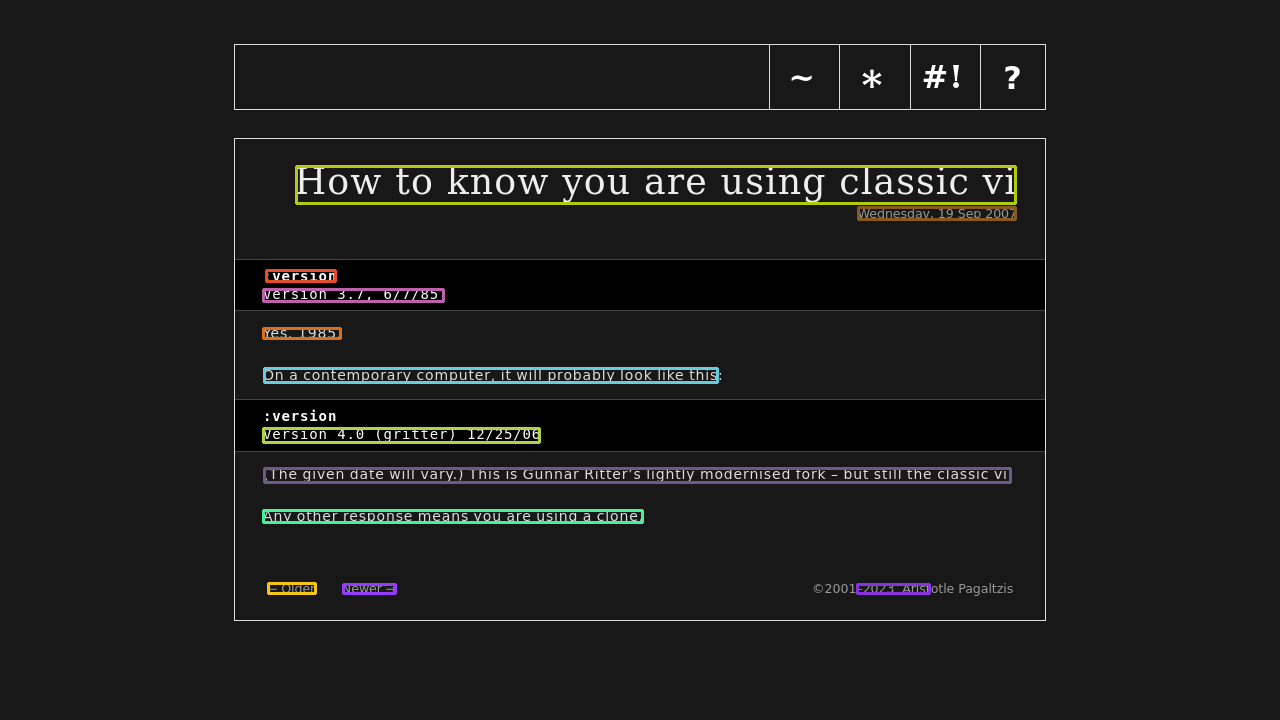 ~ * #! ?
How to know you are using classic vi
Wednesday, 19 Sep 2007
:version
Version 3.7, 6/7/85
Yes, 1985.
On a contemporary computer, it will probably look like this:
:version
Version 4.0 (gritter) 12/25/06
(The given date will vary.) This is Gunnar Ritter’s lightly modernised fork – but still the classic vi.
Any other response means you are using a clone.
← Older Newer → ©2001–2023, Aristotle Pagaltzis